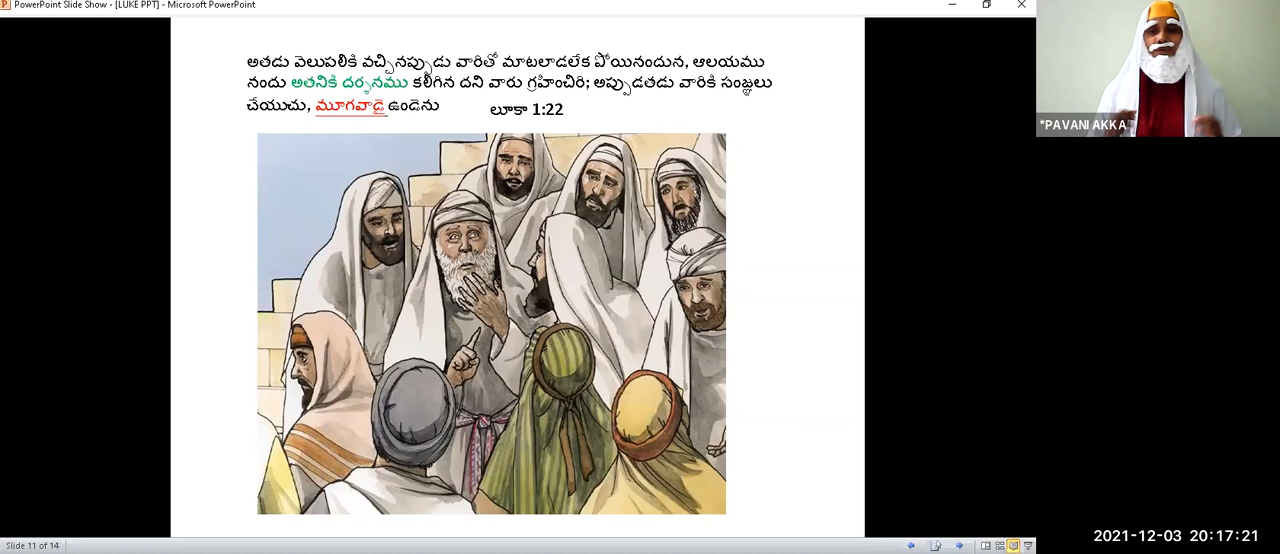 PowerPoint Slide Show - [LUKE PPT] - Microsoft PowerPoint
అతడు వెలుపలికి వచ్చినప్పుడు వారితో మాటలాడలేక పోయినందున, ఆలయము
నందు అతనికి దర్శనము కలిగిన దని వారు గ్రహించిరి; అప్పుడతడు వారికి సంజ్ఞలు
చేయుచు, మూగవాడై ఉండెను
లూకా 1:22
*PAVANI AKKA
2021-12-03 20:17:21
Slide 11 of 14